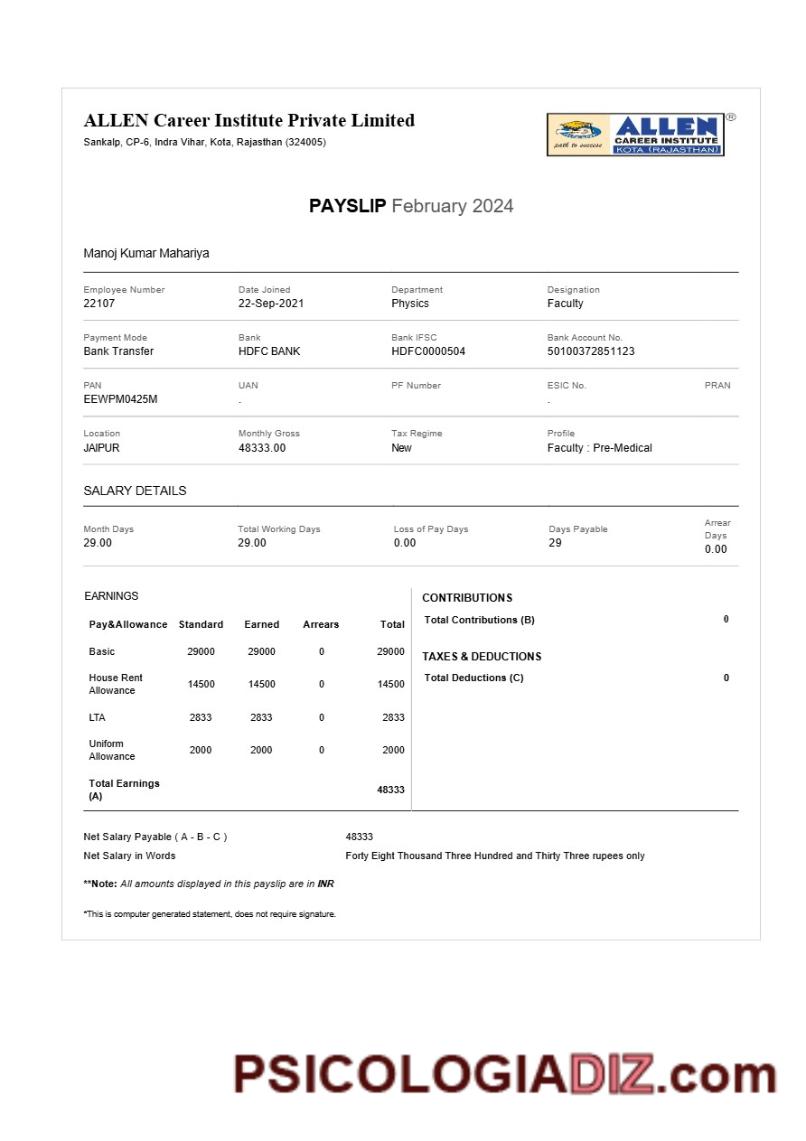 ALLEN Career Institute Private Limited
Sankalp, CP-6, Indra Vihar, Kota, Rajasthan (324005)
path to success
ALLEN
®
CAREER INSTITUTE
KOTA (RAJASTHAN)
PAYSLIP February 2024
Manoj Kumar Mahariya
Employee Number Date Joined Department Designation
22107 22-Sep-2021 Physics Faculty
Payment Mode Bank Bank IFSC Bank Account No.
Bank Transfer HDFC BANK HDFC0000504 50100372851123
PAN UAN PF Number ESIC No. PRAN
EEWPM0425M - -
Location Monthly Gross Tax Regime Profile
JAIPUR 48333.00 New Faculty : Pre-Medical
SALARY DETAILS
Month Days Total Working Days Loss of Pay Days Days Payable Arrear Days
29.00 29.00 0.00 29 0.00
EARNINGS
Pay&Allowance Standard Earned Arrears Total
Basic 29000 29000 0 29000
House Rent Allowance 14500 14500 0 14500
LTA 2833 2833 0 2833
Uniform Allowance 2000 2000 0 2000
Total Earnings (A) 48333
CONTRIBUTIONS
Total Contributions (B) 0
TAXES & DEDUCTIONS
Total Deductions (C) 0
Net Salary Payable ( A - B - C ) 48333
Net Salary in Words Forty Eight Thousand Three Hundred and Thirty Three rupees only
**Note: All amounts displayed in this payslip are in INR
*This is computer generated statement, does not require signature.
PSICOLOGIADIZ.com